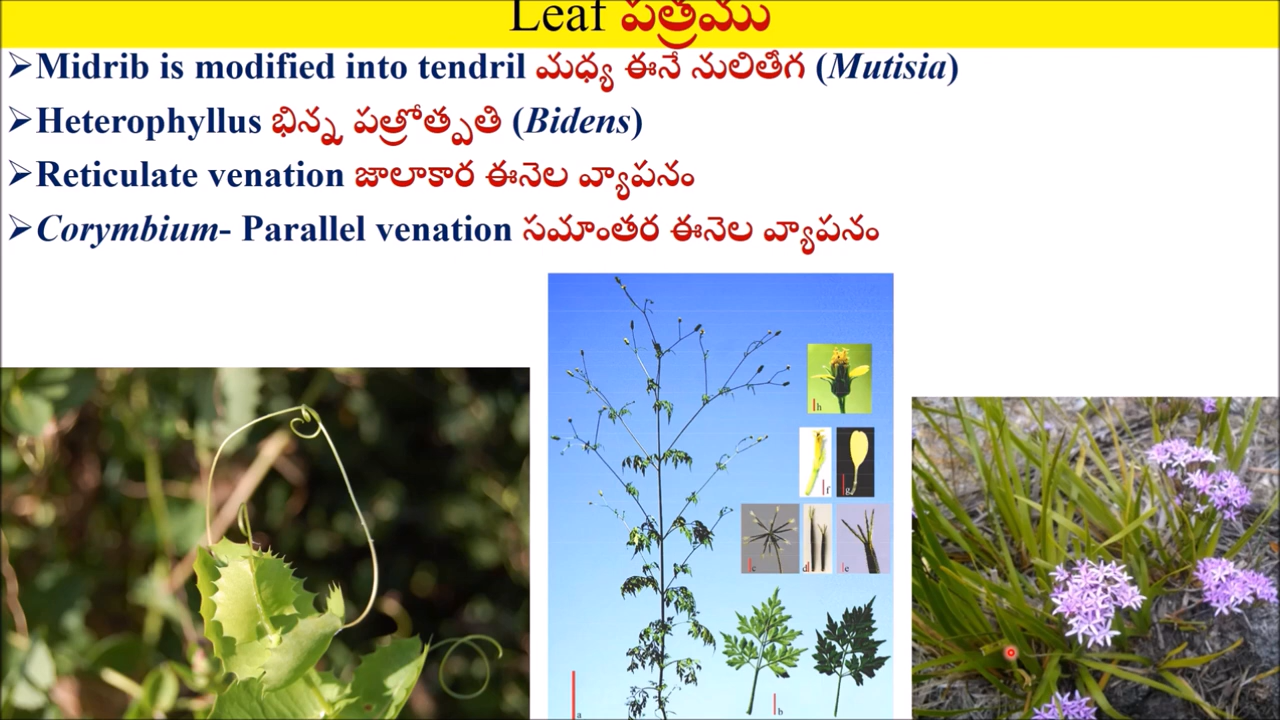 Leaf పత్రము
➢Midrib is modified into tendril మధ్య ఈనే నులితీగ (Mutisia)
➢Heterophyllus భిన్న పత్రోత్పతి (Bidens)
➢Reticulate venation జాలాకార ఈనెల వ్యాపనం
➢Corymbium- Parallel venation సమాంతర ఈనెల వ్యాపనం
h
f g
c d e
b
a